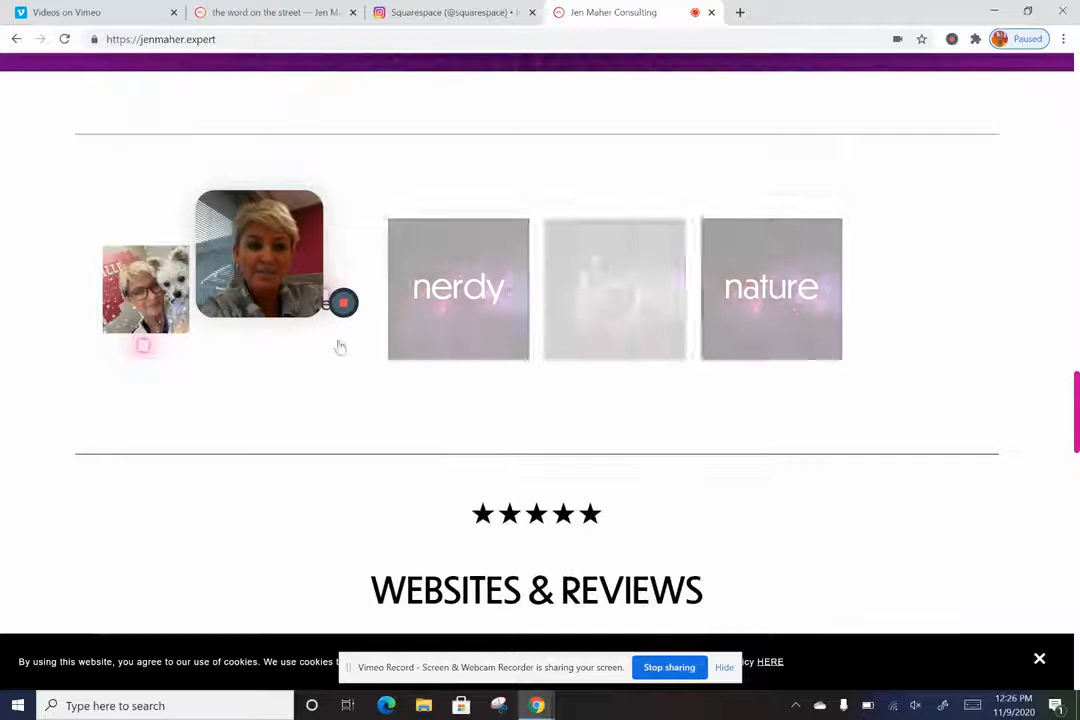 Videos on Vimeo
the word on the street — Jen M
Squarespace (@squarespace) • I
Jen Maher Consulting
https://jenmaher.expert
Paused
nerdy
nature
★★★★★
WEBSITES & REVIEWS
By using this website, you agree to our use of cookies. We use cookies t
cy HERE
Vimeo Record - Screen & Webcam Recorder is sharing your screen.
Stop sharing
Hide
Type here to search
12:26 PM
11/9/2020